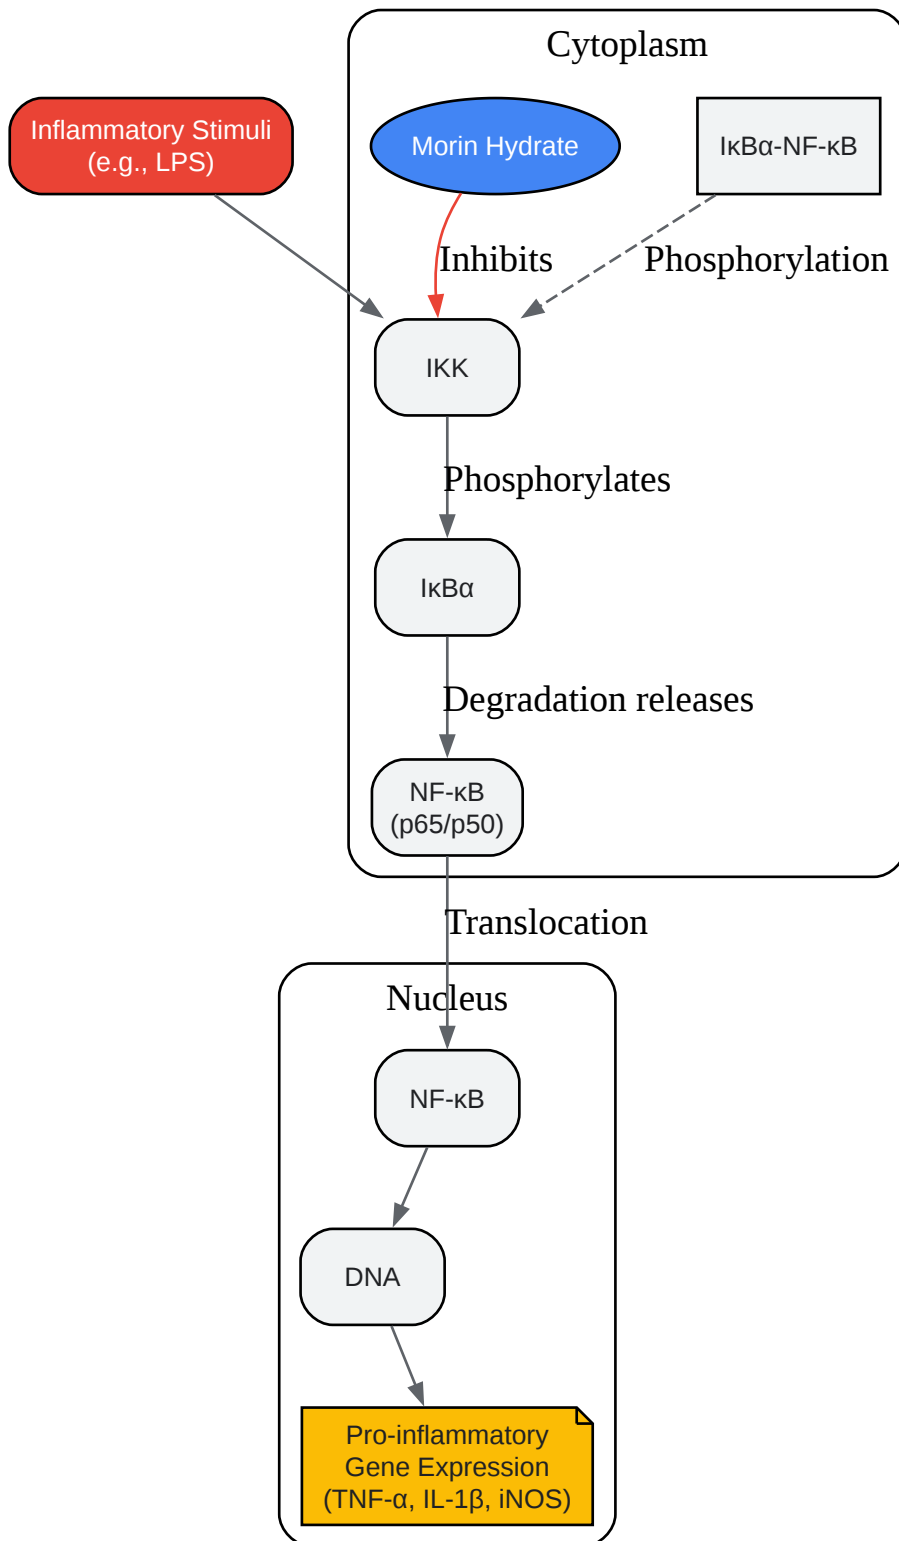 Cytoplasm
Inflammatory Stimuli
(e.g., LPS)
Morin Hydrate
IκBα-NF-κB
Inhibits
Phosphorylation
IKK
Phosphorylates
IκBα
Degradation releases
NF-κB
(p65/p50)
Translocation
Nucleus
NF-κB
DNA
Pro-inflammatory
Gene Expression
(TNF-α, IL-1β, iNOS)